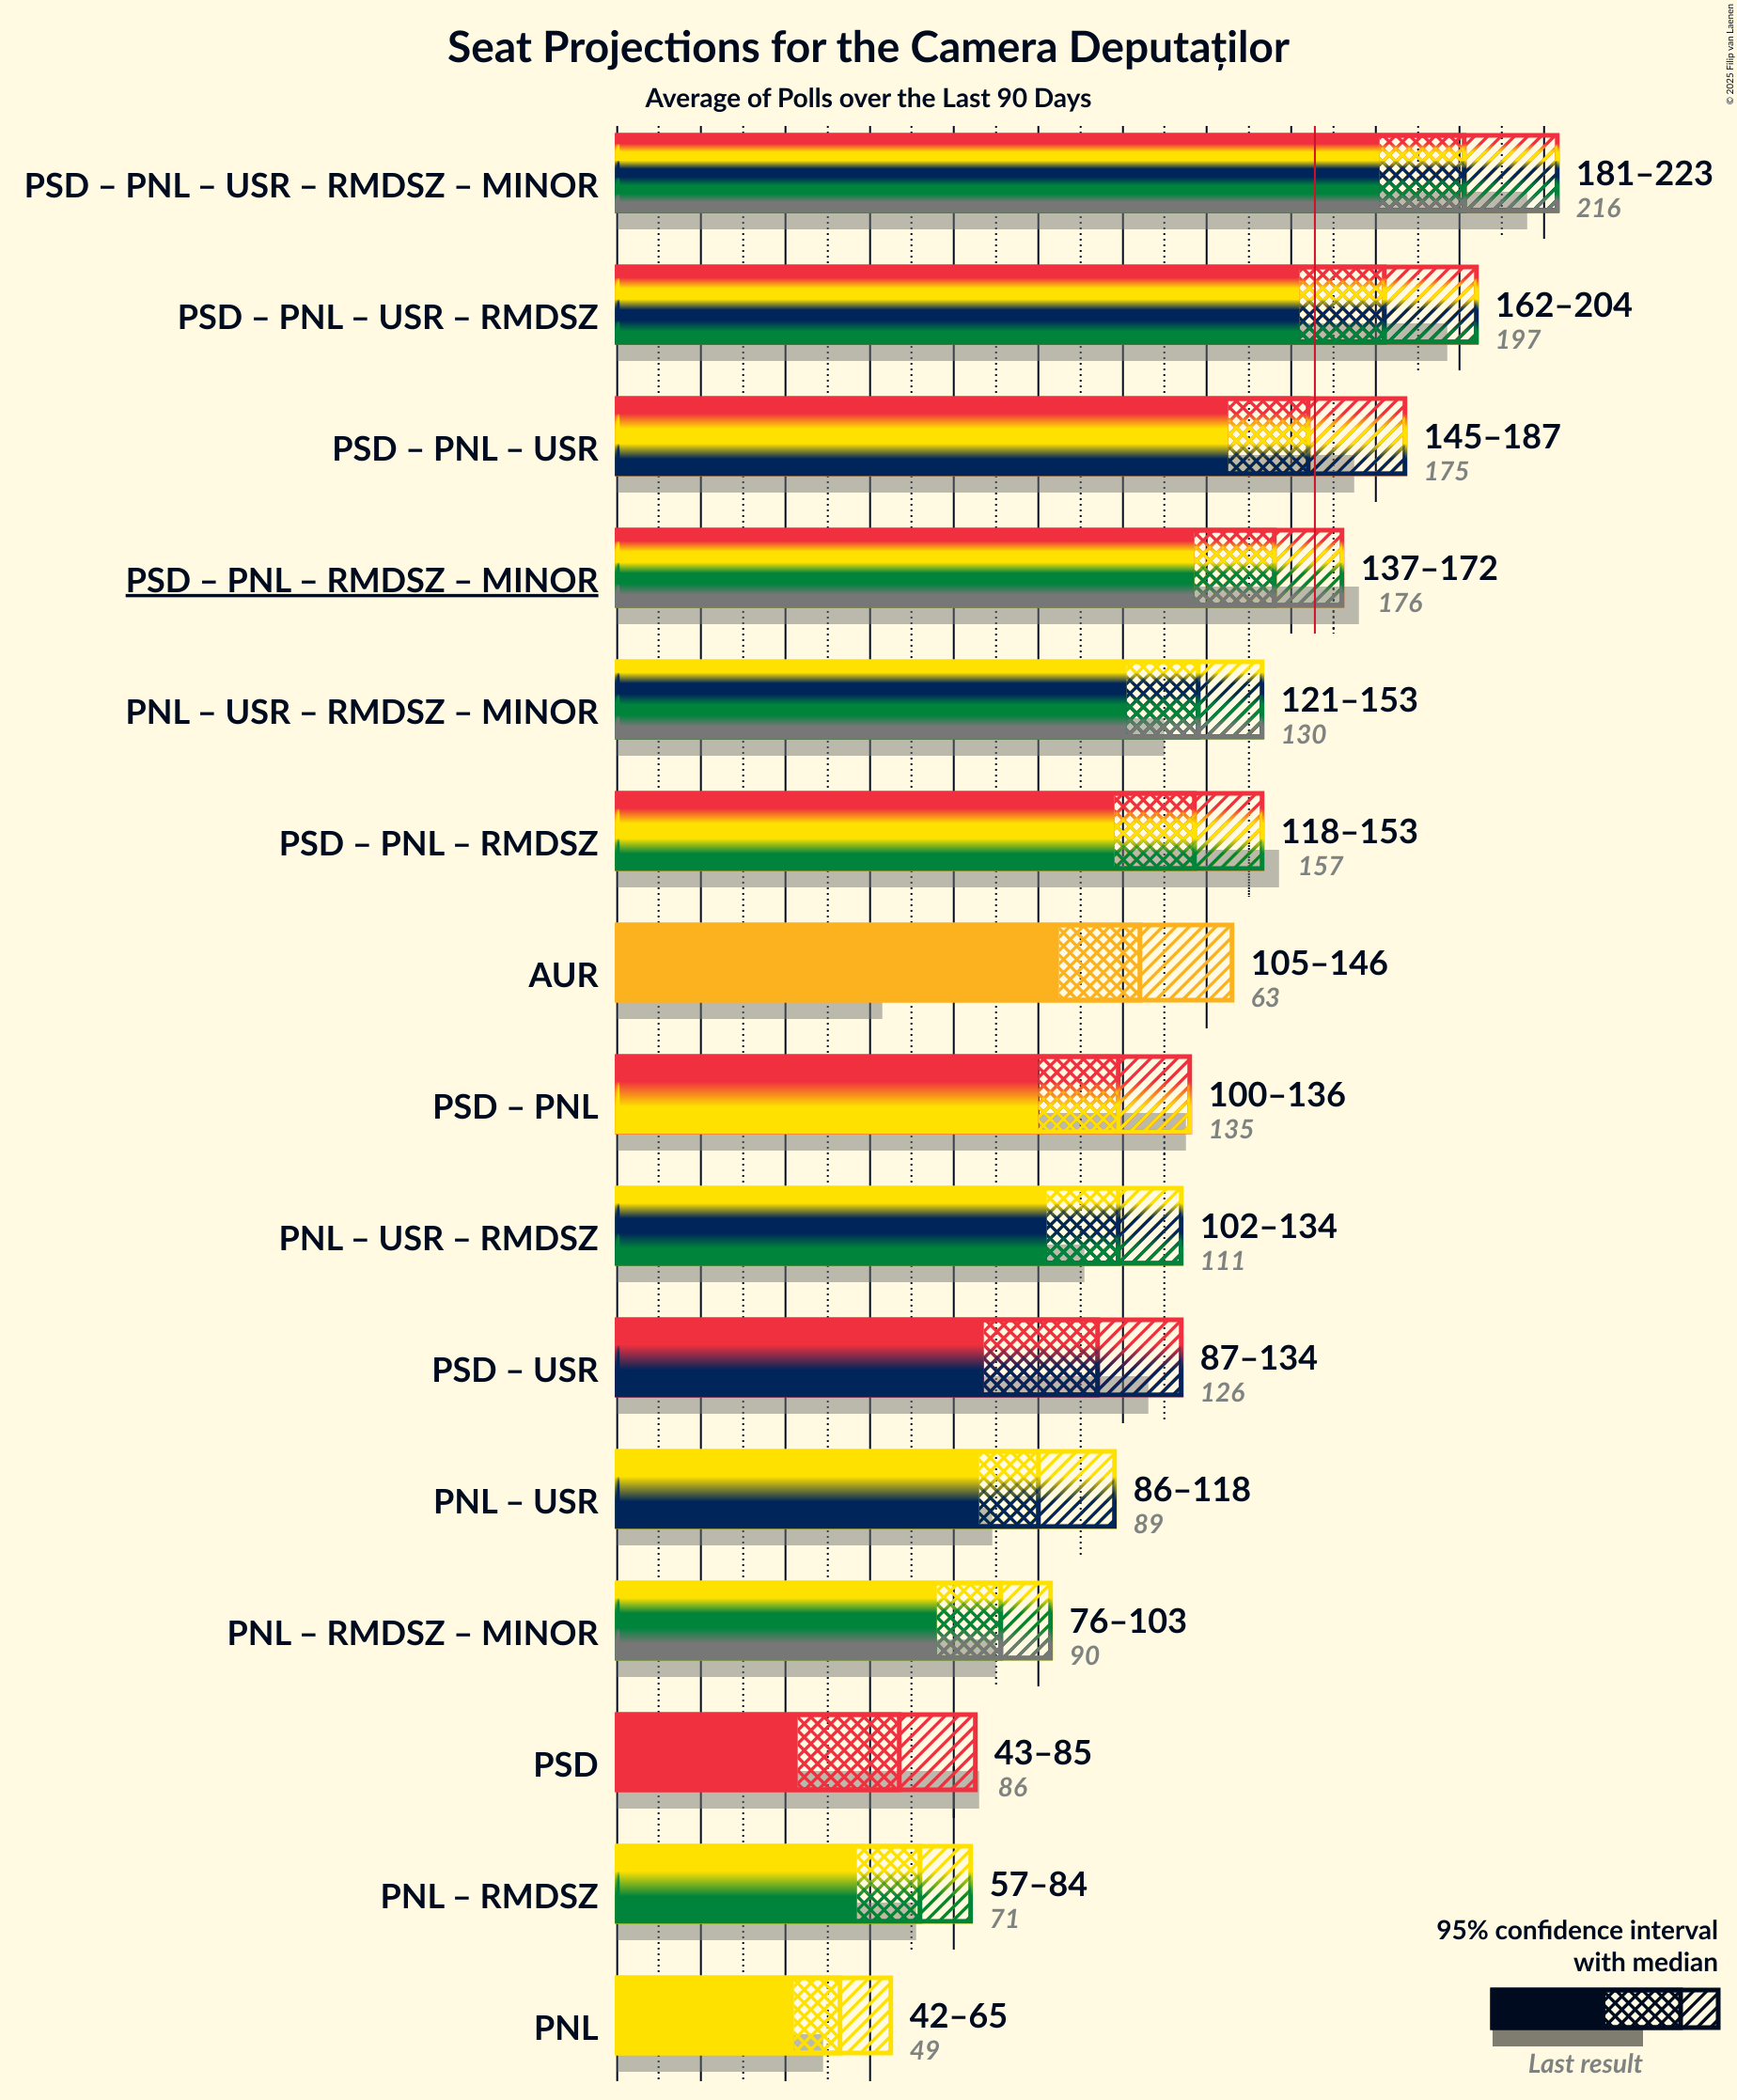 Seat Projections for the Camera Deputaților
Average of Polls over the Last 90 Days
© 2025 Filip van Laenen
PSD – PNL – USR – RMDSZ – MINOR
181–223
216
PSD – PNL – USR – RMDSZ
162–204
197
PSD – PNL – USR
145–187
175
PSD – PNL – RMDSZ – MINOR
137–172
176
PNL – USR – RMDSZ – MINOR
121–153
130
PSD – PNL – RMDSZ
118–153
157
AUR
105–146
63
PSD – PNL
100–136
135
PNL – USR – RMDSZ
102–134
111
PSD – USR
87–134
126
PNL – USR
86–118
89
PNL – RMDSZ – MINOR
76–103
90
PSD
43–85
86
PNL – RMDSZ
57–84
71
PNL
42–65
49
95% confidence interval
with median
Last result